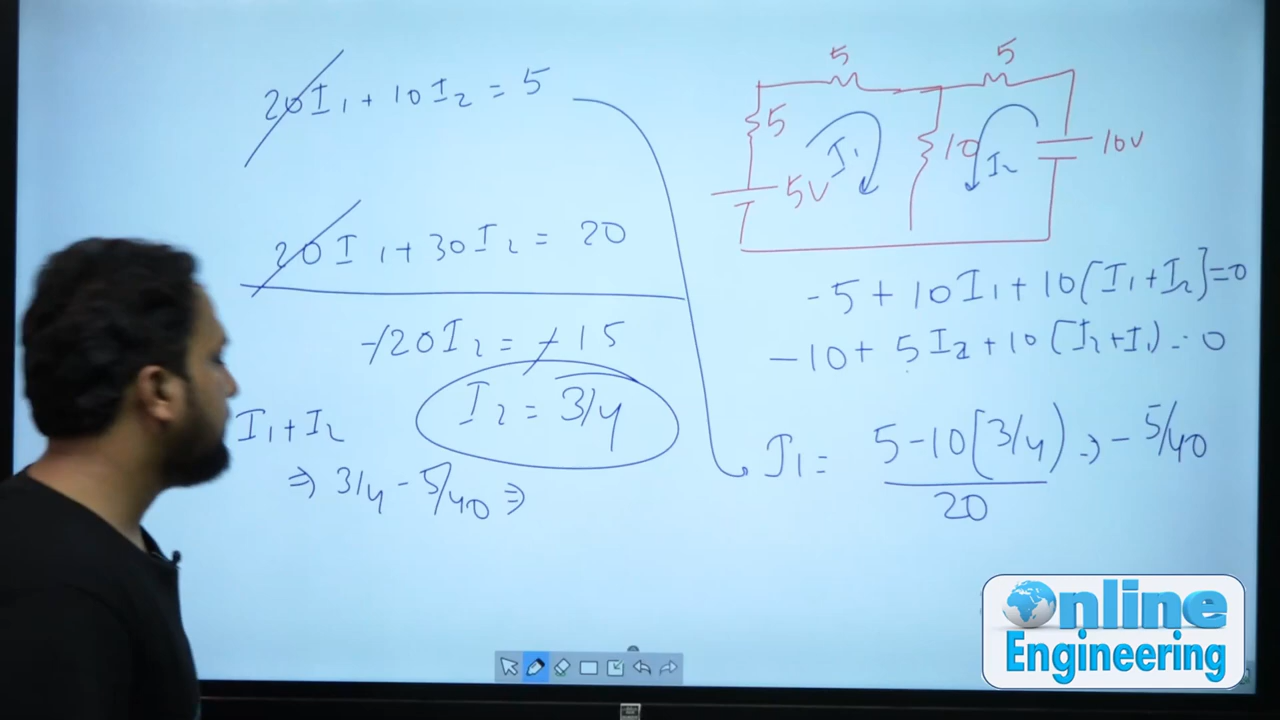 20I₁ + 10I₂ = 5
20I₁ + 30I₂ = 20
-20I₂ = -15
I₂ = 3/4
I₁ + I₂
⇒ 3/4 - 5/40 ⇒
5
5
5
10
5V
10V
I₁
I₂
-5 + 10I₁ + 10[I₁ + I₂] = 0
-10 + 5I₂ + 10(I₂ + I₁) = 0
I₁ = 5 - 10(3/4) ⇒ - 5/40
20
Online
Engineering